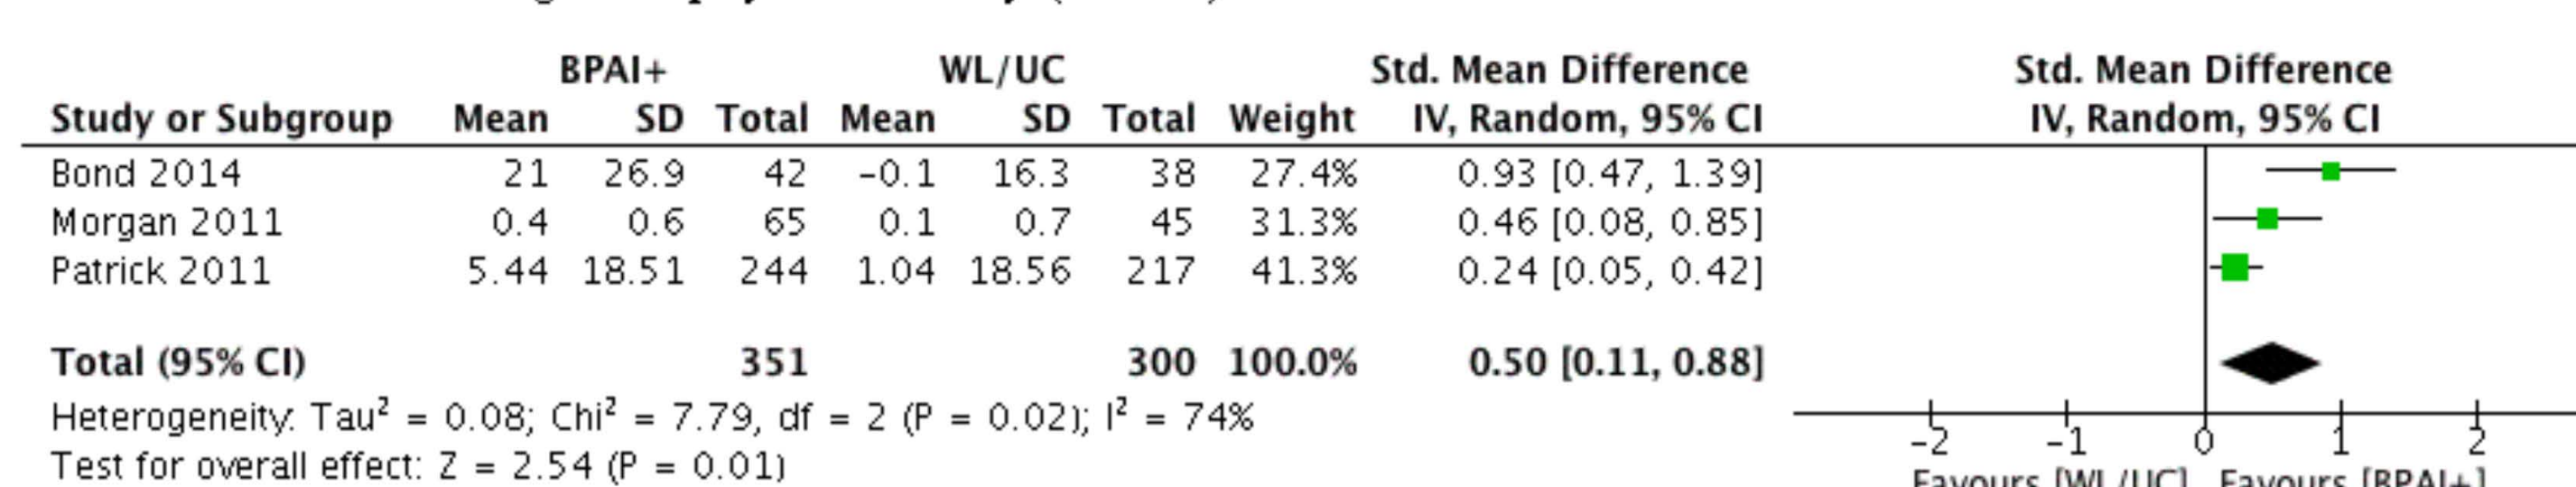 BPAI+ WL/UC Std. Mean Difference Std. Mean Difference
Study or Subgroup Mean SD Total Mean SD Total Weight IV, Random, 95% CI IV, Random, 95% CI
Bond 2014 21 26.9 42 -0.1 16.3 38 27.4% 0.93 [0.47, 1.39]
Morgan 2011 0.4 0.6 65 0.1 0.7 45 31.3% 0.46 [0.08, 0.85]
Patrick 2011 5.44 18.51 244 1.04 18.56 217 41.3% 0.24 [0.05, 0.42]
Total (95% CI) 351 300 100.0% 0.50 [0.11, 0.88]
Heterogeneity: Tau² = 0.08; Chi² = 7.79, df = 2 (P = 0.02); I² = 74%
-2 -1 0 1 2
Test for overall effect: Z = 2.54 (P = 0.01)
Favours [WL/UC] Favours [BPAI+]